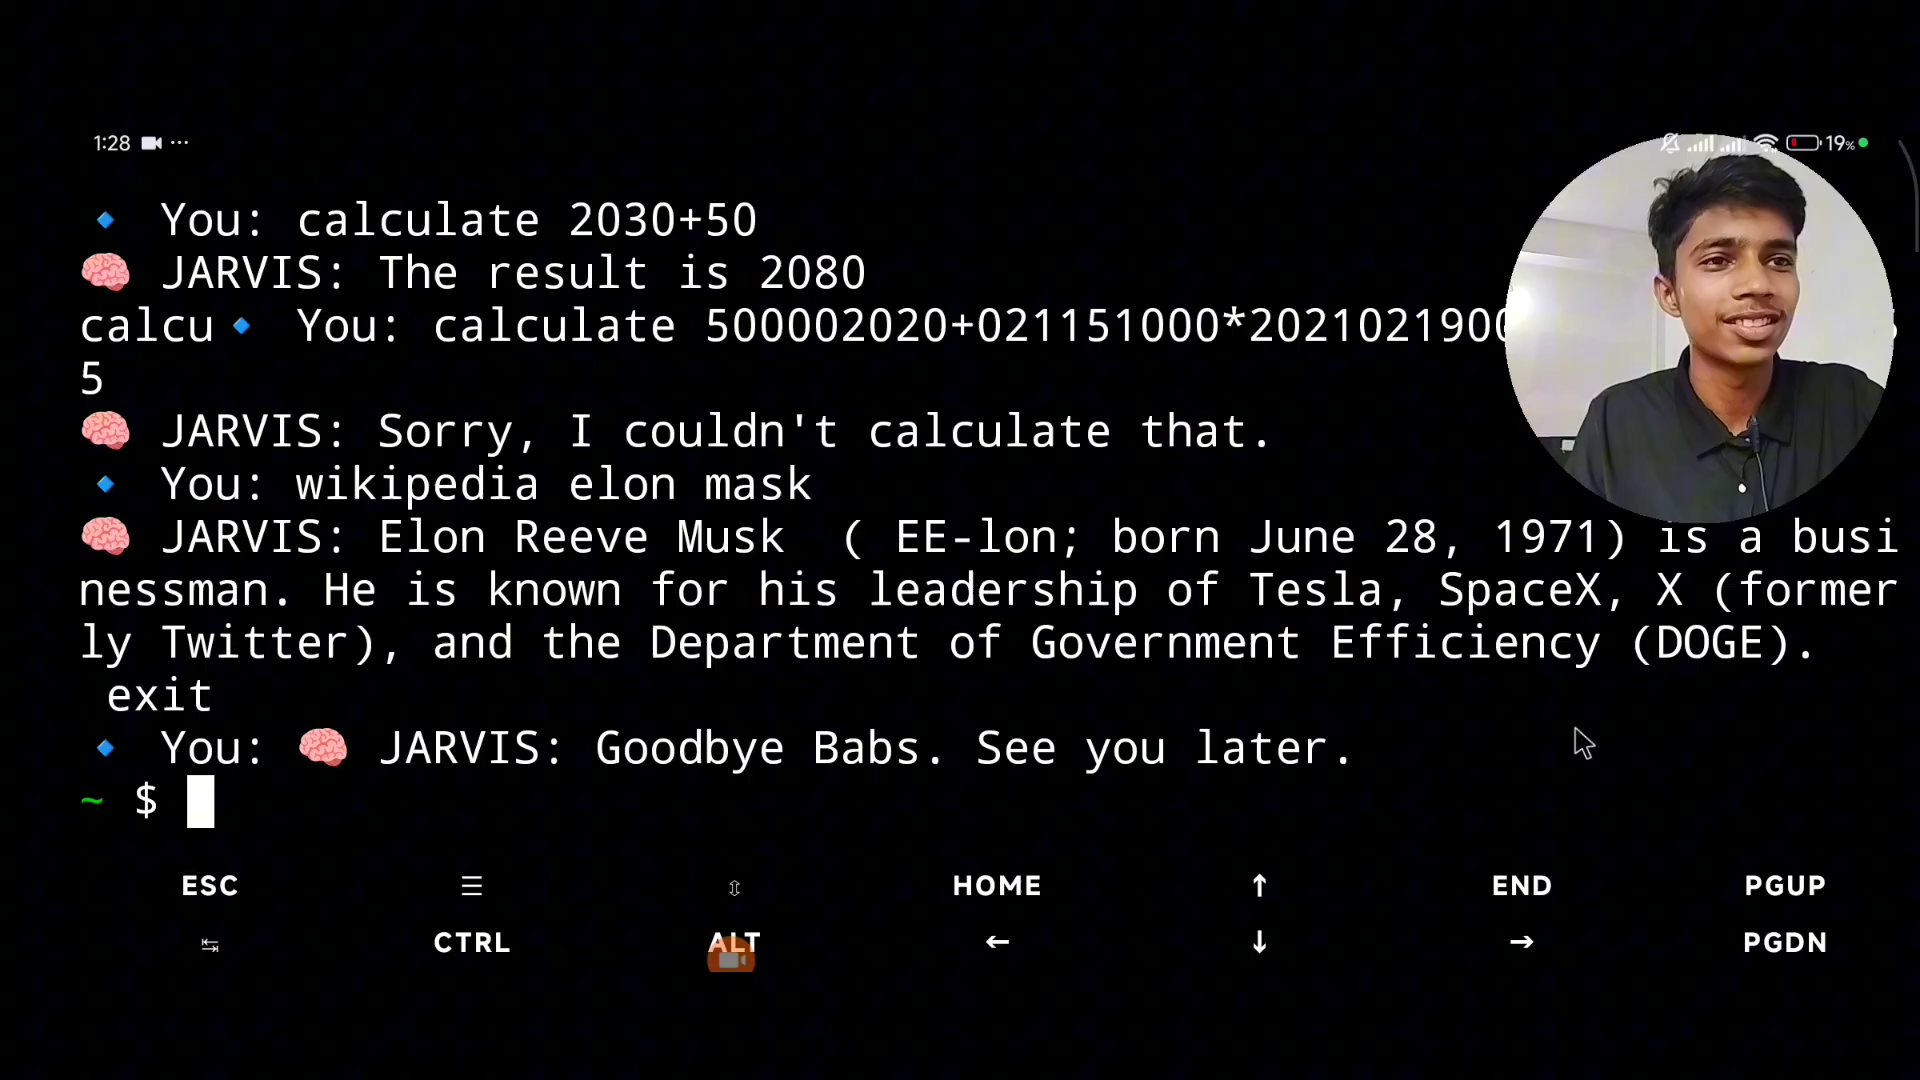 1:28 ... 19%
You: calculate 2030+50
JARVIS: The result is 2080
calcu You: calculate 500002020+021151000*202102190
5
JARVIS: Sorry, I couldn't calculate that.
You: wikipedia elon mask
JARVIS: Elon Reeve Musk ( EE-lon; born June 28, 1971) is a busi
nessman. He is known for his leadership of Tesla, SpaceX, X (former
ly Twitter), and the Department of Government Efficiency (DOGE).
exit
You: JARVIS: Goodbye Babs. See you later.
~ $
ESC ☰ ⇳ HOME ↑ END PGUP
↹ CTRL ALT ← ↓ → PGDN